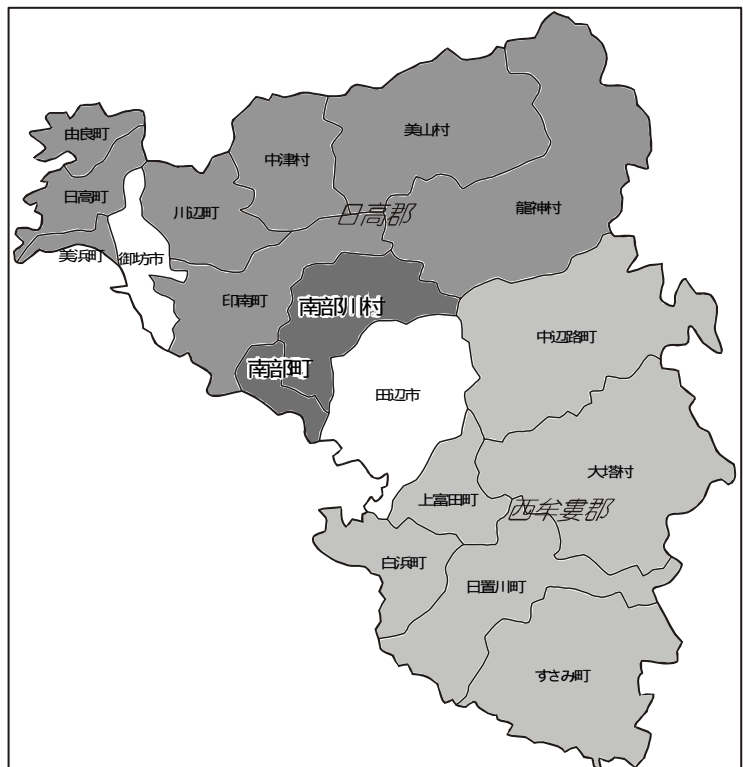 由良町
美山村
中津村
日高町
川辺町
日高郡
龍神村
美浜町
御坊市
印南町
南部川村
中辺路町
南部町
田辺市
大塔村
上富田町
西牟婁郡
白浜町
日置川町
すさみ町